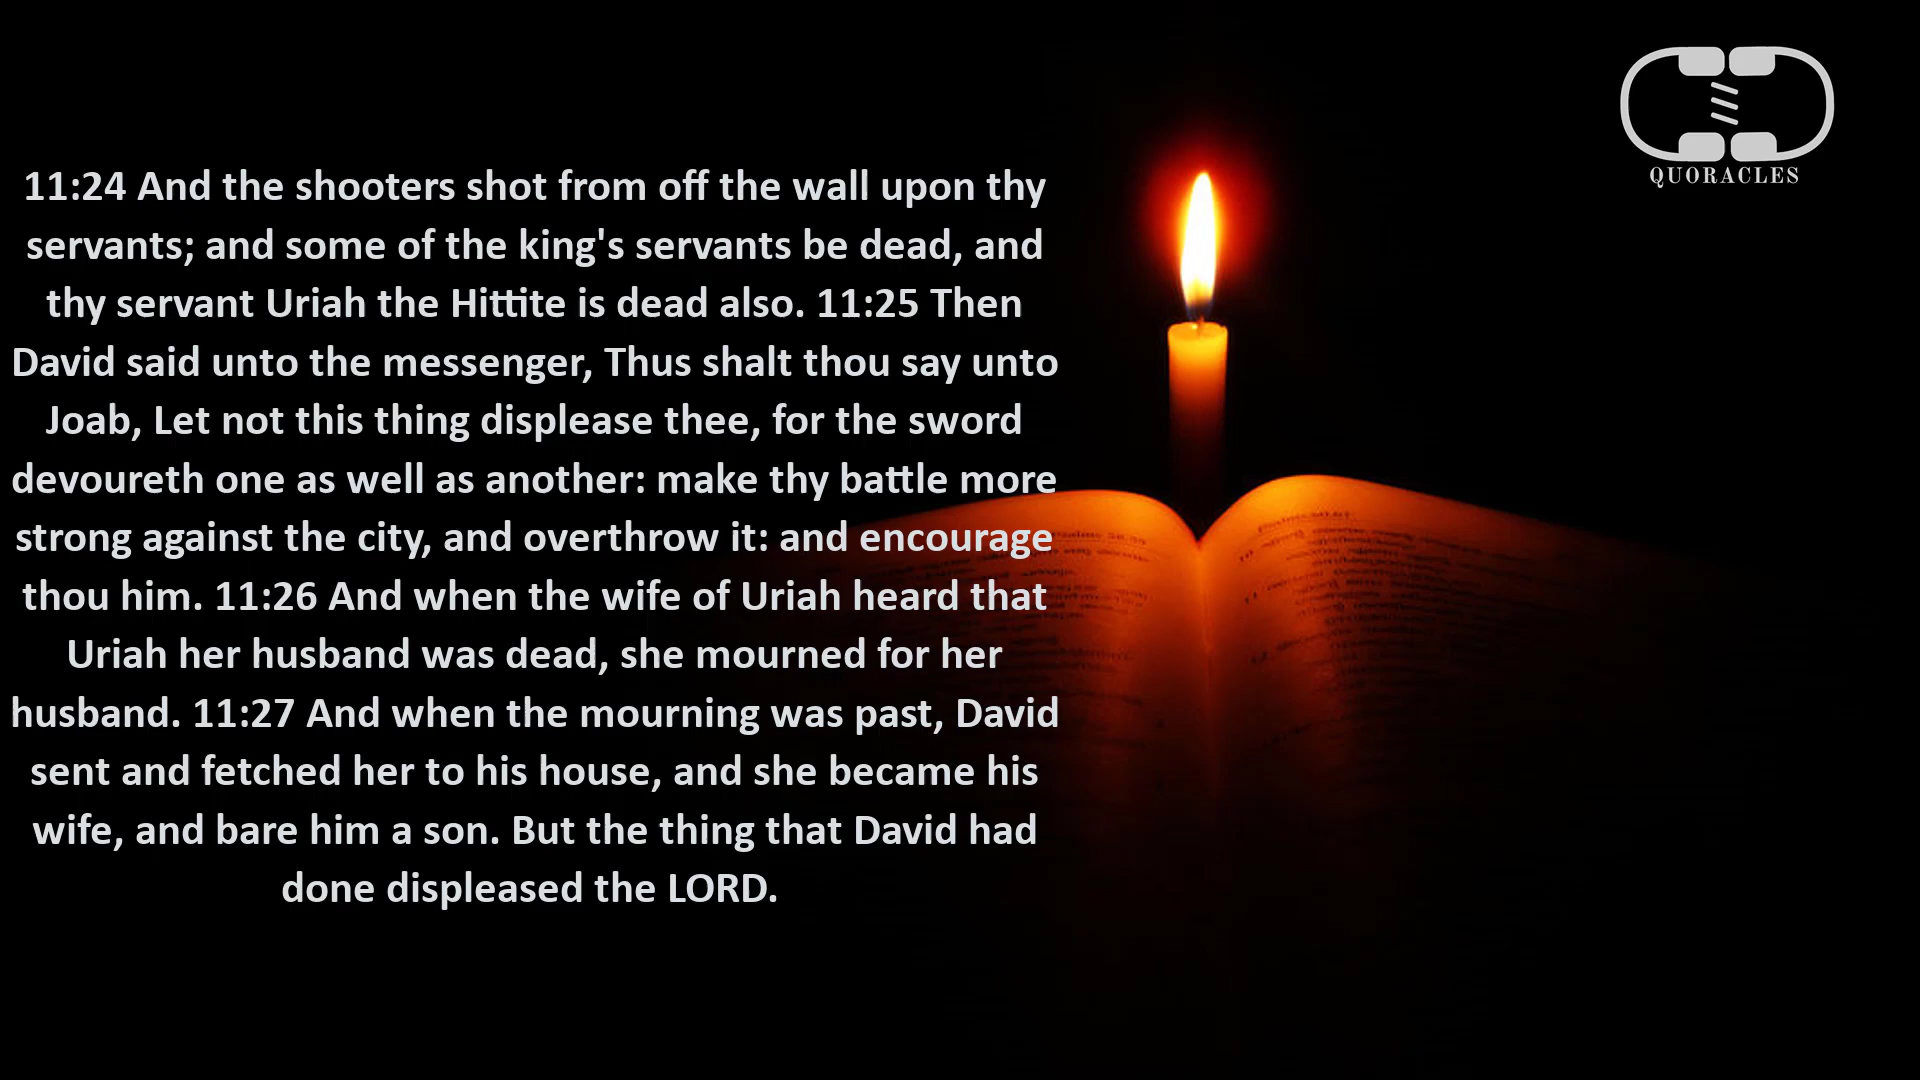 11:24 And the shooters shot from off the wall upon thy
servants; and some of the king's servants be dead, and
thy servant Uriah the Hittite is dead also. 11:25 Then
David said unto the messenger, Thus shalt thou say unto
Joab, Let not this thing displease thee, for the sword
devoureth one as well as another: make thy battle more
strong against the city, and overthrow it: and encourage
thou him. 11:26 And when the wife of Uriah heard that
Uriah her husband was dead, she mourned for her
husband. 11:27 And when the mourning was past, David
sent and fetched her to his house, and she became his
wife, and bare him a son. But the thing that David had
done displeased the LORD.
QUORACLES